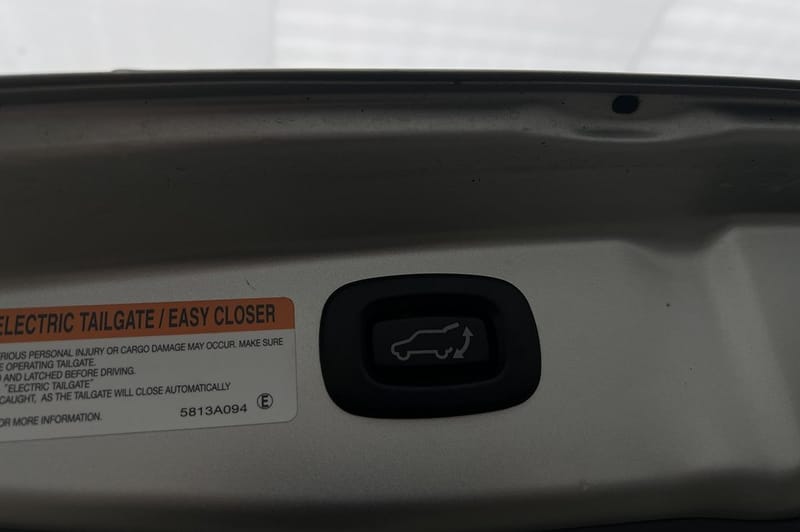 ELECTRIC TAILGATE / EASY CLOSER
ERIOUS PERSONAL INJURY OR CARGO DAMAGE MAY OCCUR. MAKE SURE
E OPERATING TAILGATE.
D AND LATCHED BEFORE DRIVING.
"ELECTRIC TAILGATE"
CAUGHT, AS THE TAILGATE WILL CLOSE AUTOMATICALLY
5813A094 E
OR MORE INFORMATION.